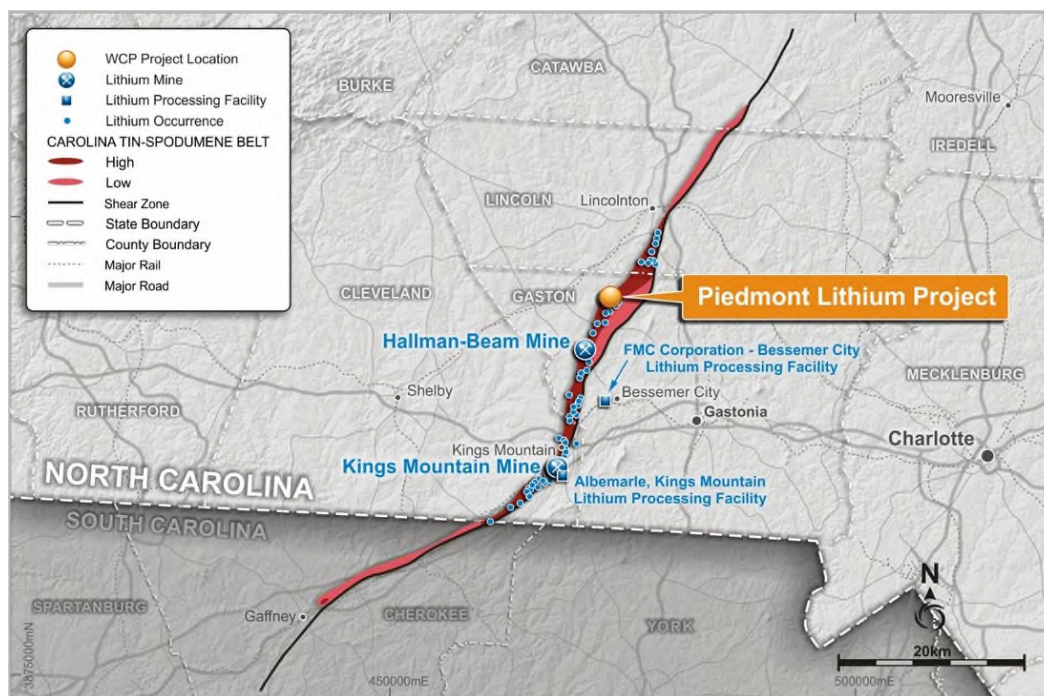 WCP Project Location
Lithium Mine
Lithium Processing Facility
Lithium Occurrence
CAROLINA TIN-SPODUMENE BELT
High
Low
Shear Zone
State Boundary
County Boundary
Major Rail
Major Road
BURKE
CATAWBA
Mooresville
IREDELL
LINCOLN
Lincolnton
CLEVELAND
GASTON
Piedmont Lithium Project
Hallman-Beam Mine
FMC Corporation - Bessemer City
Lithium Processing Facility
MECKLENBURG
Shelby
Bessemer City
RUTHERFORD
Gastonia
Charlotte
Kings Mountain
Kings Mountain Mine
Albemarle, Kings Mountain
Lithium Processing Facility
NORTH CAROLINA
SOUTH CAROLINA
SPARTANBURG
Gaffney
CHEROKEE
YORK
N
20km
3875000mN
450000mE
500000mE